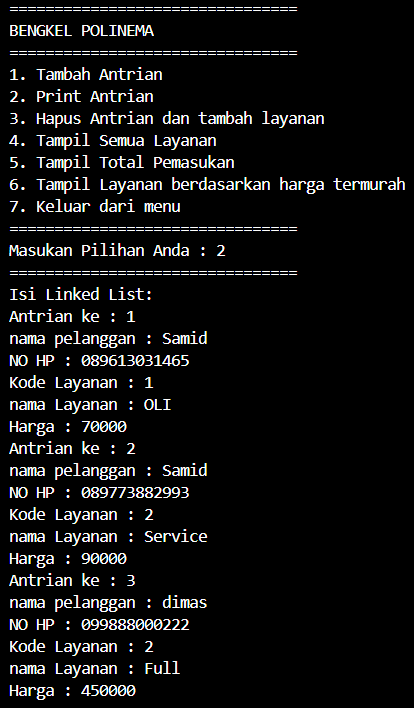 ================================
BENGKEL POLINEMA
================================
1. Tambah Antrian
2. Print Antrian
3. Hapus Antrian dan tambah layanan
4. Tampil Semua Layanan
5. Tampil Total Pemasukan
6. Tampil Layanan berdasarkan harga termurah
7. Keluar dari menu
================================
Masukan Pilihan Anda : 2
================================
Isi Linked List:
Antrian ke : 1
nama pelanggan : Samid
NO HP : 089613031465
Kode Layanan : 1
nama Layanan : OLI
Harga : 70000
Antrian ke : 2
nama pelanggan : Samid
NO HP : 089773882993
Kode Layanan : 2
nama Layanan : Service
Harga : 90000
Antrian ke : 3
nama pelanggan : dimas
NO HP : 099888000222
Kode Layanan : 2
nama Layanan : Full
Harga : 450000